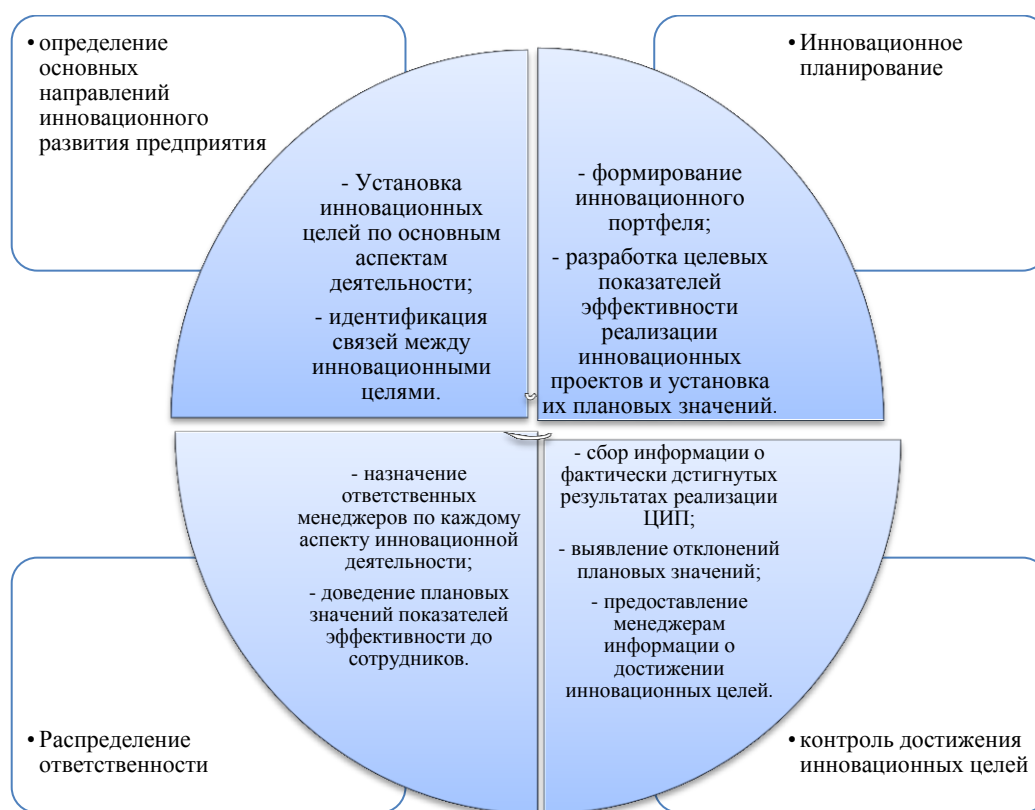 • определение
основных
направлений
инновационного
развития предприятия
- Установка
инновационных
целей по основным
аспектам
деятельности;
- идентификация
связей между
инновационными
целями.
• Инновационное
планирование
- формирование
инновационного
портфеля;
- разработка целевых
показателей
эффективности
реализации
инновационных
проектов и установка
их плановых значений.
- назначение
ответственных
менеджеров по каждому
аспекту инновационной
деятельности;
- доведение плановых
значений показателей
эффективности до
сотрудников.
• Распределение
ответственности
- сбор информации о
фактически дстигнутых
результатах реализации
ЦИП;
- выявление отклонений
плановых значений;
- предоставление
менеджерам
информации о
достижении
инновационных целей.
• контроль достижения
инновационных целей